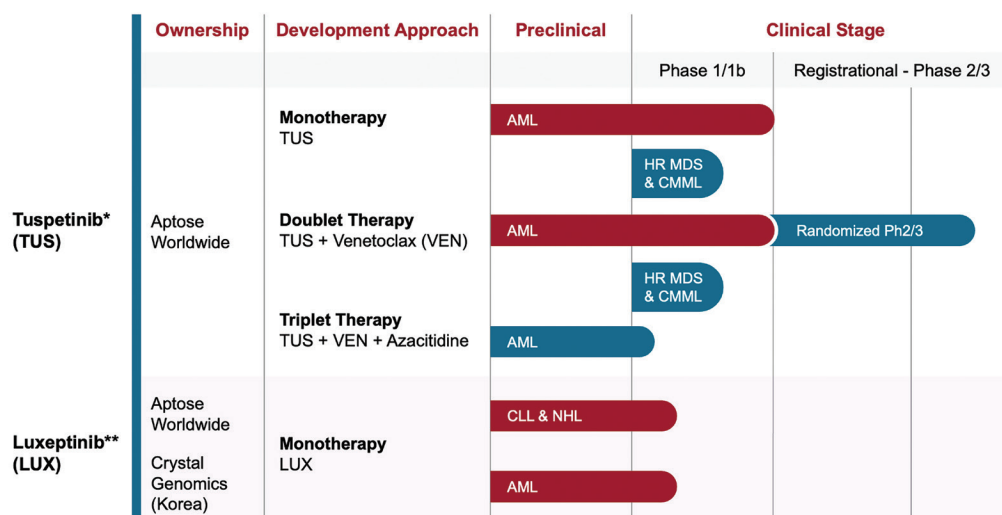 Ownership
Development Approach
Preclinical
Clinical Stage
Phase 1/1b
Registrational - Phase 2/3
Tuspetinib*
(TUS)
Aptose
Worldwide
Monotherapy
TUS
AML
HR MDS
& CMML
Doublet Therapy
TUS + Venetoclax (VEN)
AML
Randomized Ph2/3
HR MDS
& CMML
Triplet Therapy
TUS + VEN + Azacitidine
AML
Luxeptinib**
(LUX)
Aptose
Worldwide
Crystal
Genomics
(Korea)
Monotherapy
LUX
CLL & NHL
AML